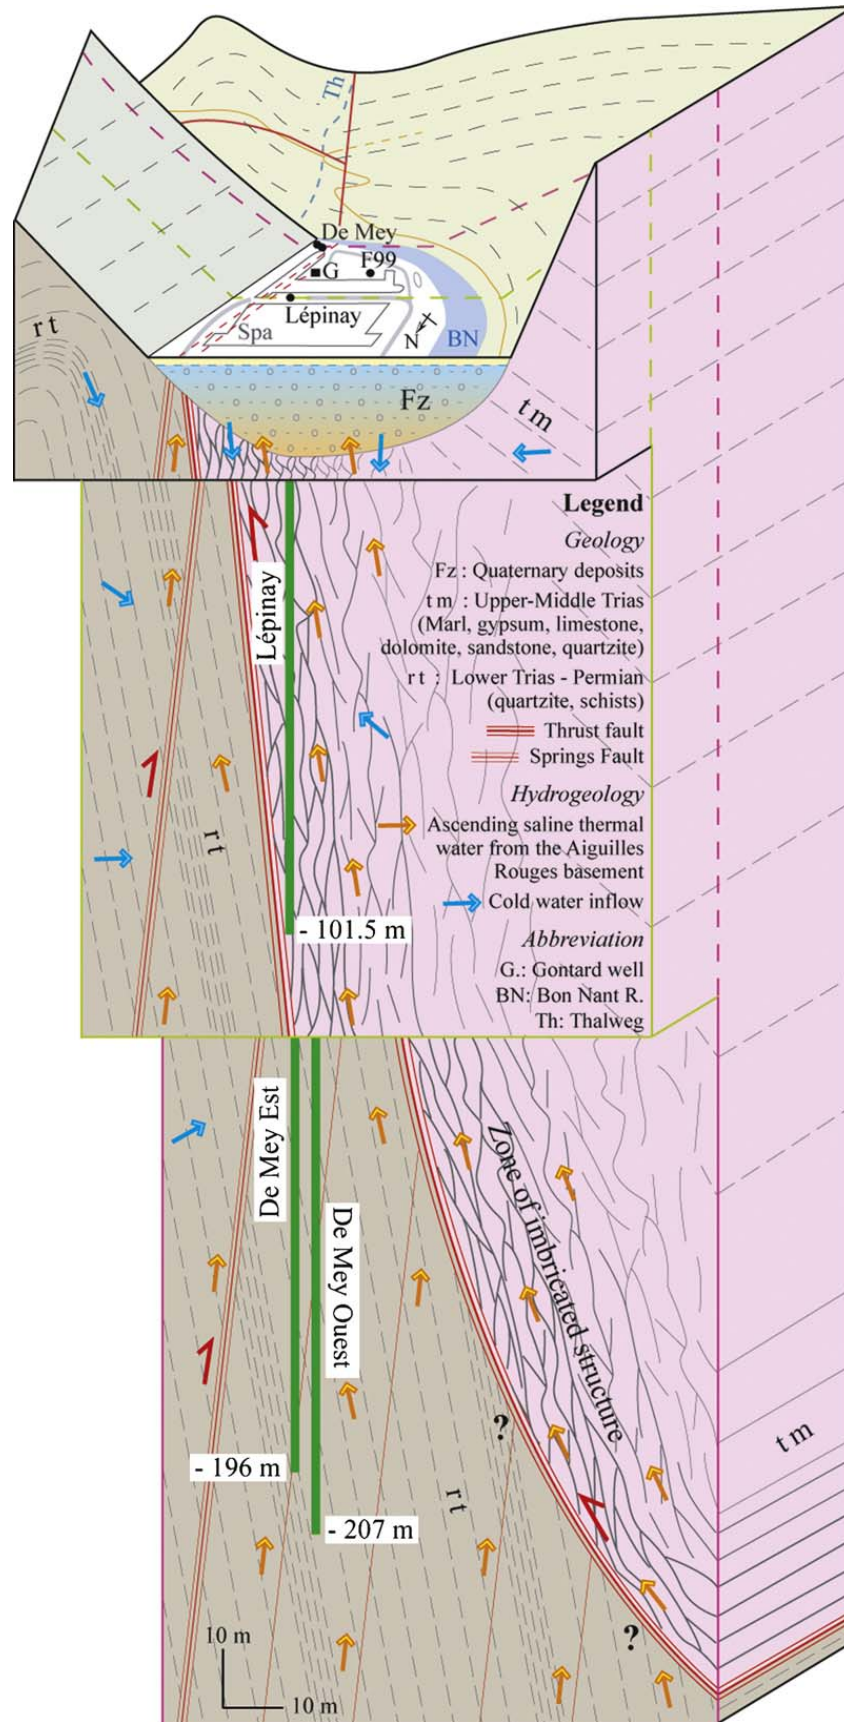 Th
De Mey
G
F99
Lépinay
Spa
N
BN
r t
Fz
t m
Legend
Geology
Fz : Quaternary deposits
t m : Upper-Middle Trias
(Marl, gypsum, limestone,
dolomite, sandstone, quartzite)
r t : Lower Trias - Permian
(quartzite, schists)
Thrust fault
Springs Fault
Hydrogeology
Ascending saline thermal
water from the Aiguilles
Rouges basement
Cold water inflow
Abbreviation
G.: Gontard well
BN: Bon Nant R.
Th: Thalweg
Lépinay
r t
- 101.5 m
De Mey Est
De Mey Ouest
Zone of imbricated structure
?
t m
- 196 m
r t
- 207 m
?
10 m
10 m